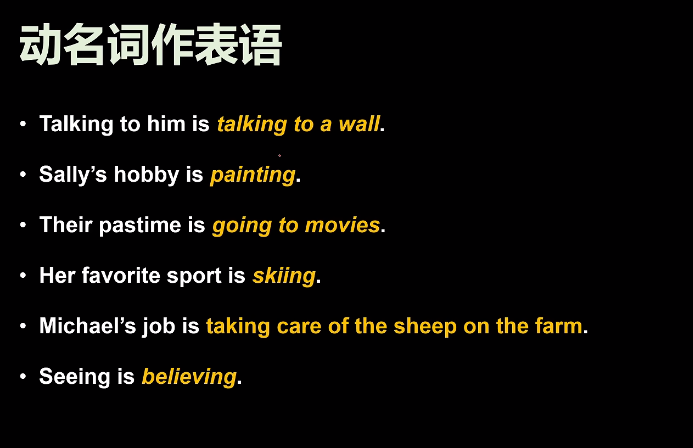 动名词作表语
• Talking to him is talking to a wall.
• Sally’s hobby is painting.
• Their pastime is going to movies.
• Her favorite sport is skiing.
• Michael’s job is taking care of the sheep on the farm.
• Seeing is believing.